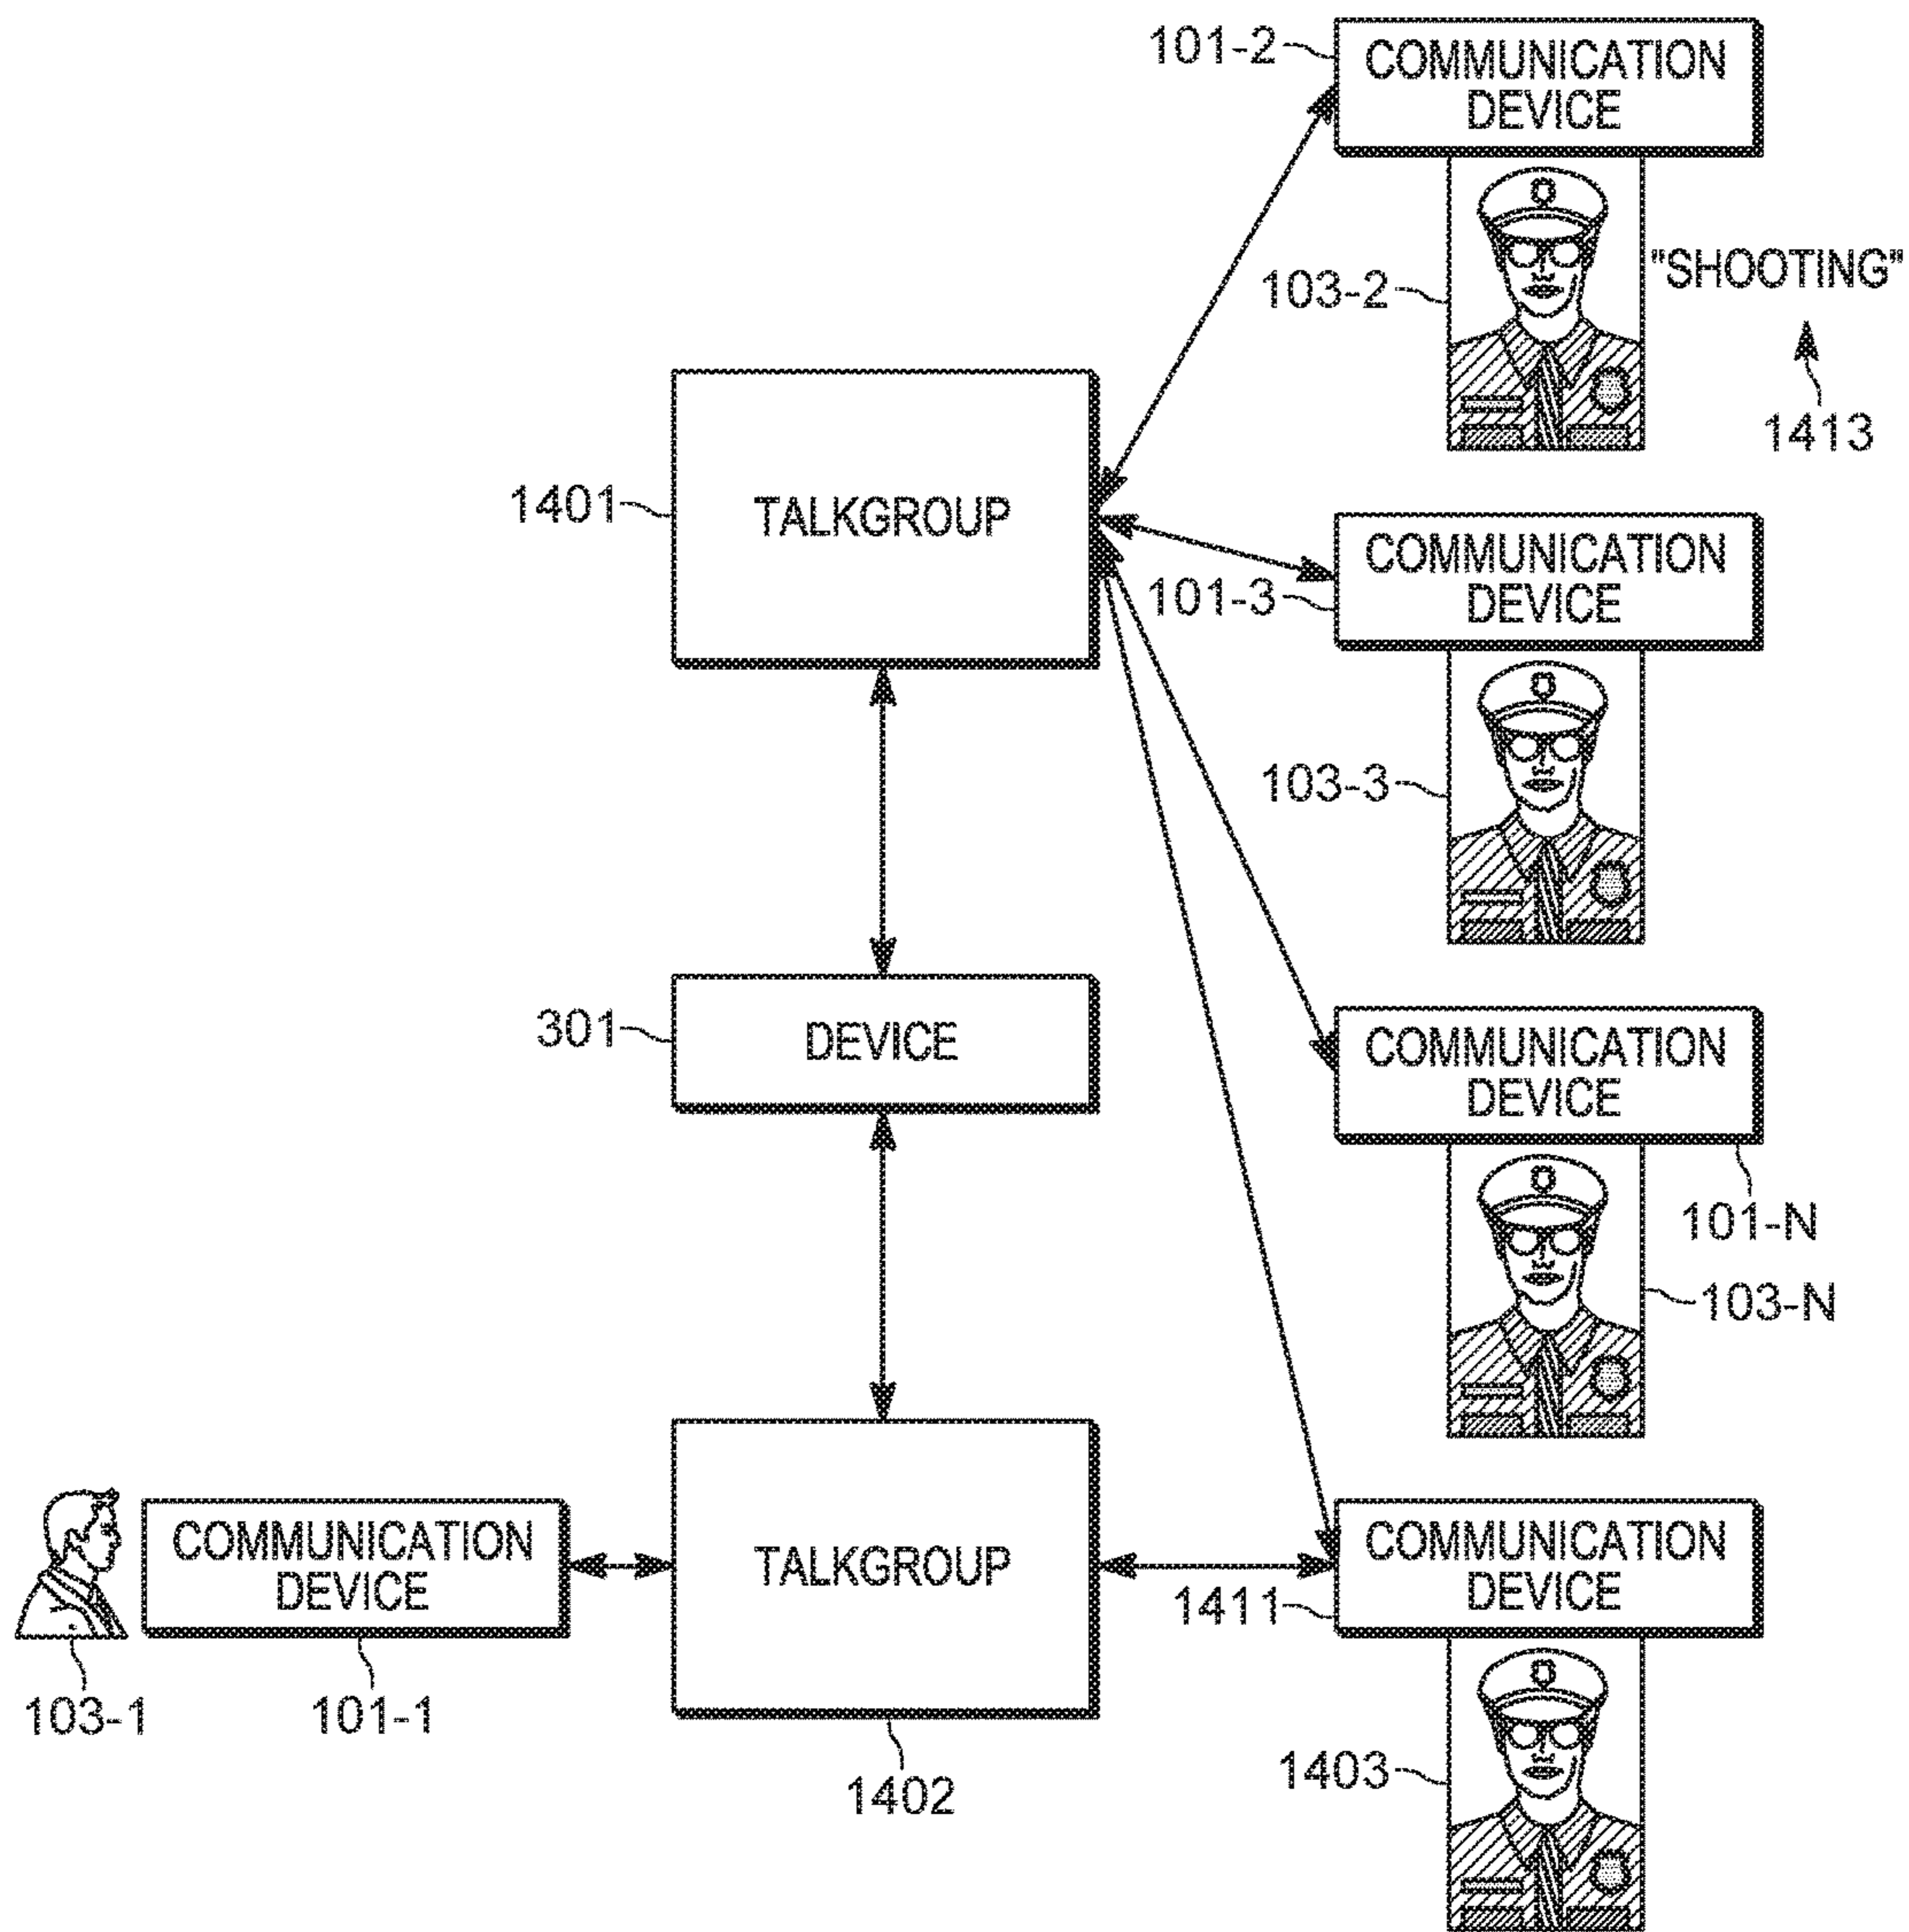 101-2
COMMUNICATION
DEVICE
103-2
"SHOOTING"
1413
1401
TALKGROUP
101-3
COMMUNICATION
DEVICE
103-3
301
DEVICE
COMMUNICATION
DEVICE
101-N
103-N
COMMUNICATION
DEVICE
TALKGROUP
1411
COMMUNICATION
DEVICE
103-1
101-1
1402
1403